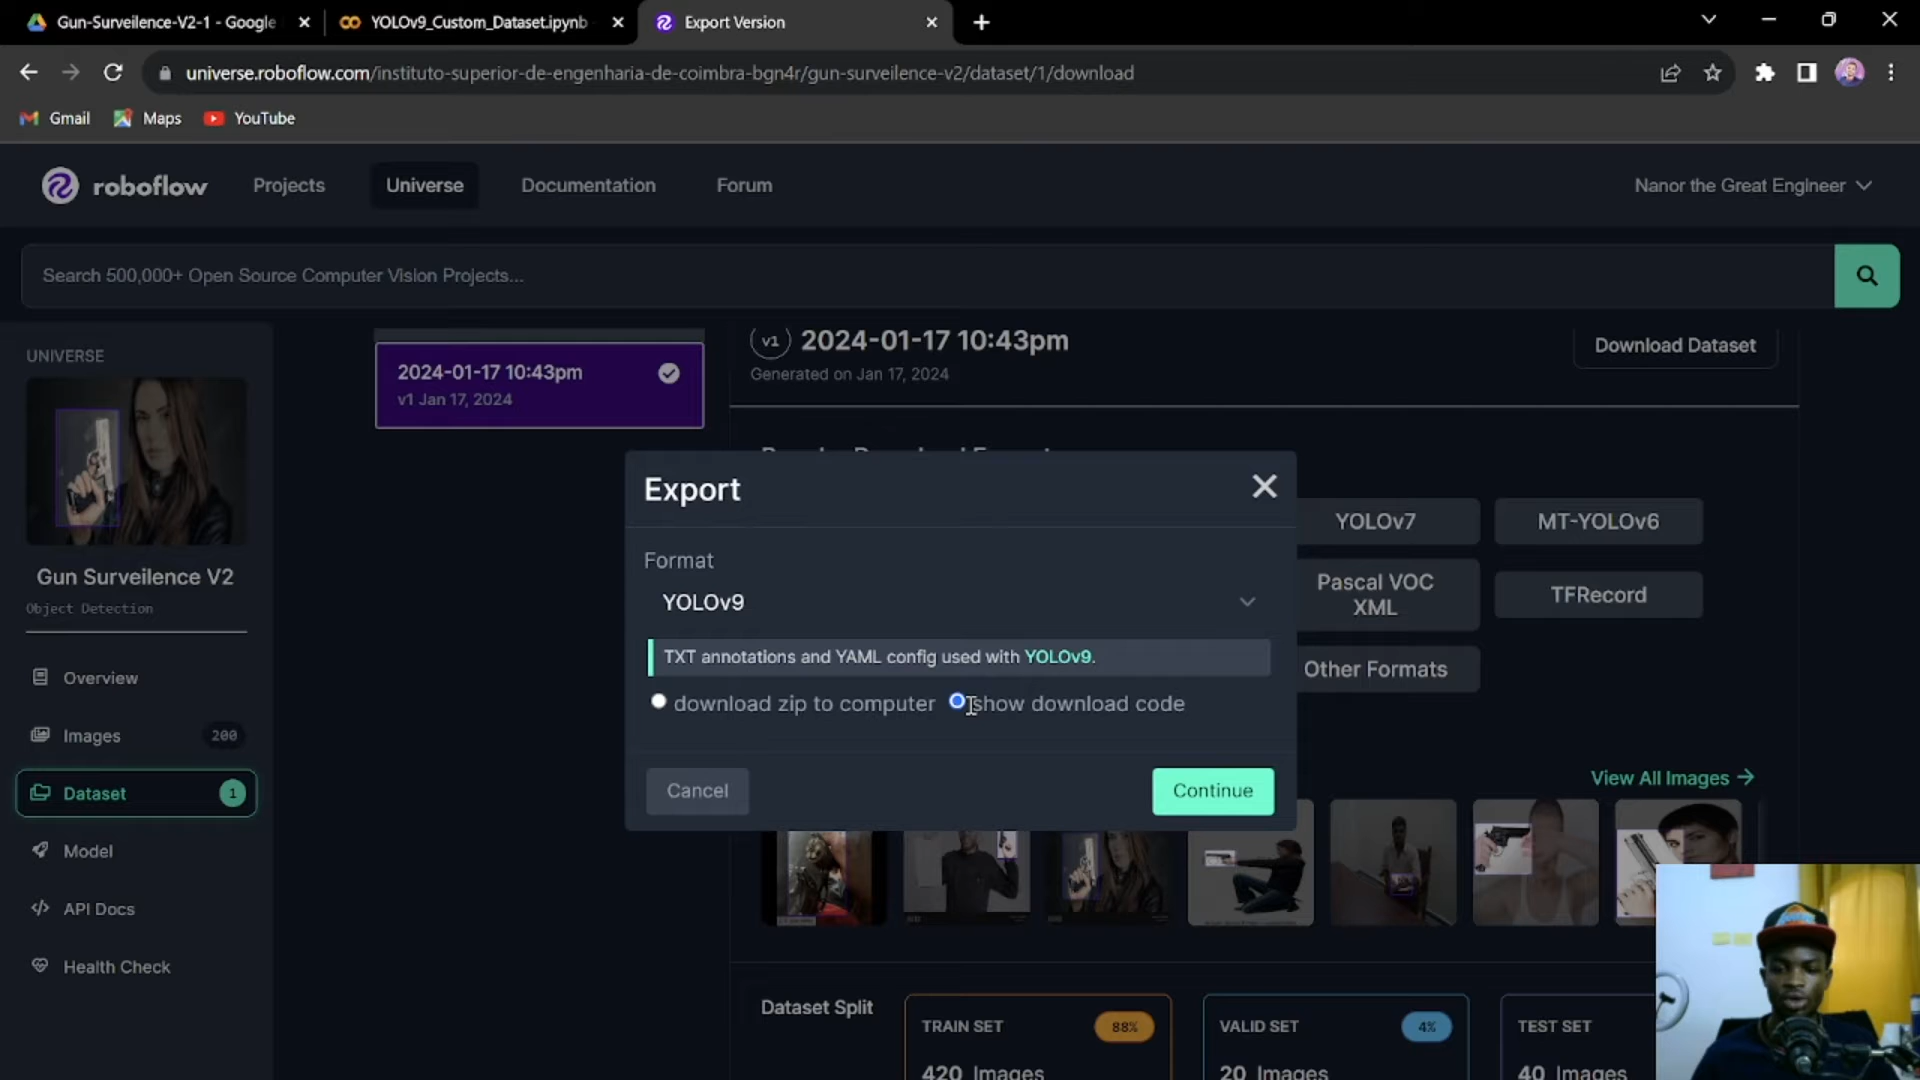 Gun-Surveilence-V2-1 - Google
YOLOv9_Custom_Dataset.ipynb
Export Version
universe.roboflow.com/instituto-superior-de-engenharia-de-coimbra-bgn4r/gun-surveilence-v2/dataset/1/download
Gmail
Maps
YouTube
roboflow
Projects
Universe
Documentation
Forum
Nanor the Great Engineer
Search 500,000+ Open Source Computer Vision Projects...
UNIVERSE
Gun Surveilence V2
Object Detection
Overview
Images 200
Dataset 1
Model
API Docs
Health Check
2024-01-17 10:43pm
v1 Jan 17, 2024
v1 2024-01-17 10:43pm
Generated on Jan 17, 2024
Download Dataset
Export
Format
YOLOv9
TXT annotations and YAML config used with YOLOv9.
download zip to computer
show download code
Cancel
Continue
YOLOv7
MT-YOLOv6
Pascal VOC
XML
TFRecord
Other Formats
View All Images →
Dataset Split
TRAIN SET 88%
420 Images
VALID SET 4%
20 Images
TEST SET
40 Images